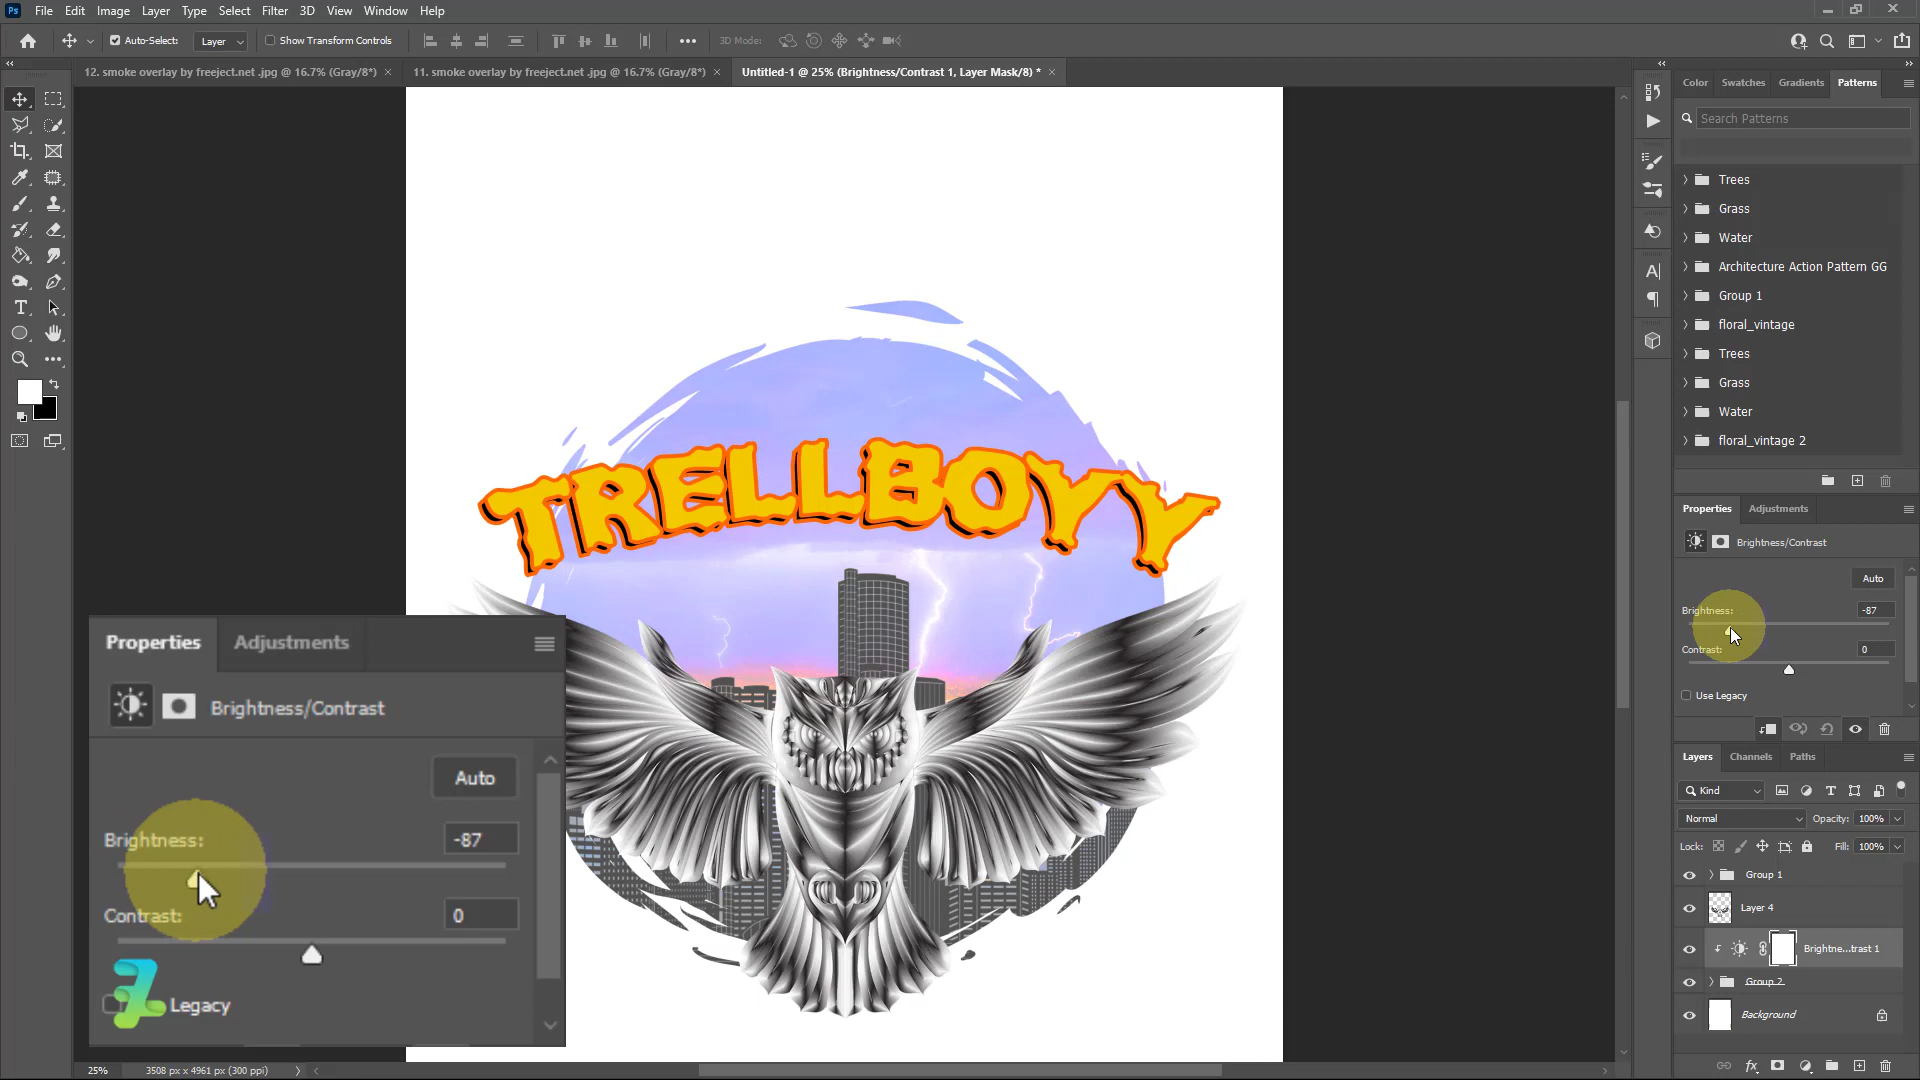 Ps File Edit Image Layer Type Select Filter 3D View Window Help
Auto-Select: Layer Show Transform Controls 3D Mode:
12. smoke overlay by freeject.net .jpg @ 16.7% (Gray/8*) 11. smoke overlay by freeject.net .jpg @ 16.7% (Gray/8*) Untitled-1 @ 25% (Brightness/Contrast 1, Layer Mask/8) *
Color Swatches Gradients Patterns
Search Patterns
Trees
Grass
Water
Architecture Action Pattern GG
Group 1
floral_vintage
Trees
Grass
Water
floral_vintage 2
TRELLBOYY
Properties Adjustments
Brightness/Contrast
Auto
Brightness: -87
Contrast: 0
Use Legacy
Properties Adjustments
Brightness/Contrast
Auto
Brightness: -87
Contrast: 0
Legacy
Layers Channels Paths
Kind
Normal Opacity: 100%
Lock: Fill: 100%
Group 1
Layer 4
Brightne...trast 1
Group 2
Background
25% 3508 px x 4961 px (300 ppi)